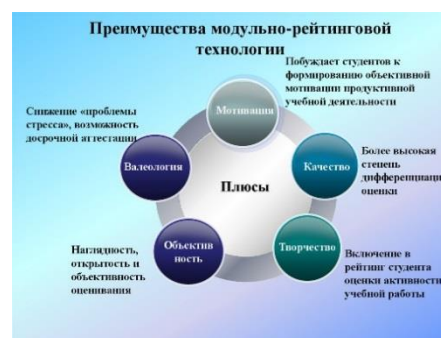 Преимущества модульно-рейтинговой
технологии
Побуждает студентов к
формированию объективной
мотивации продуктивной
учебной деятельности
Мотивация
Снижение «проблемы
стресса», возможность
досрочной аттестации
Валеология
Качество
Более высокая
степень
дифференциации
оценки
Плюсы
Наглядность,
открытость и
объективность
оценивания
Объектив
ность
Творчество
Включение в
рейтинг студента
оценки активности
учебной работы